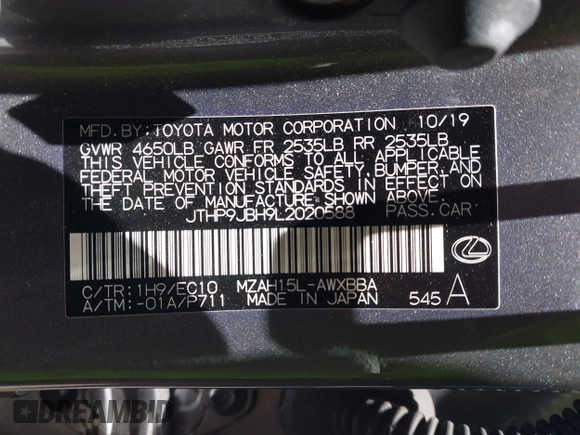 MFD. BY: TOYOTA MOTOR CORPORATION 10/19
GVWR 4650LB GAWR FR 2535LB RR 2535LB
THIS VEHICLE CONFORMS TO ALL APPLICABLE
FEDERAL MOTOR VEHICLE SAFETY, BUMPER, AND
THEFT PREVENTION STANDARDS IN EFFECT ON
THE DATE OF MANUFACTURE SHOWN ABOVE.
JTHP9JBH9L2020588 PASS.CAR
C/TR: 1H9/EC10 MZAH15L-AWXBBA
A/TM: -01A/P711 MADE IN JAPAN 545 A
DREAMBID